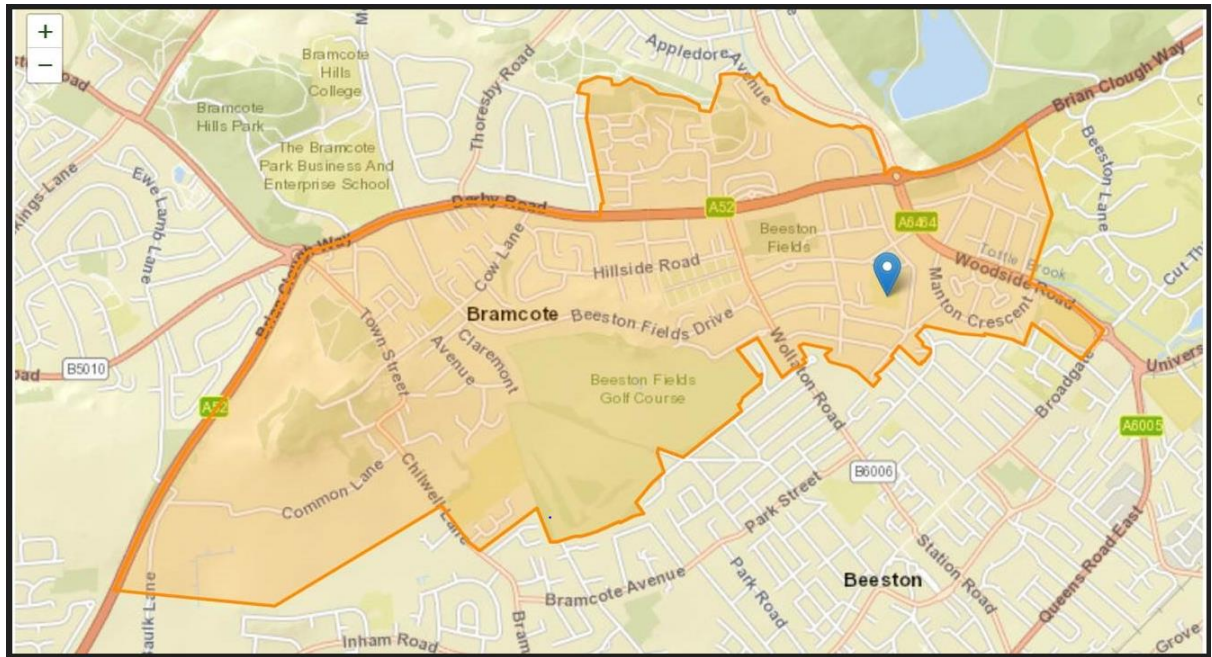 +
−
Appledore Avenue
Brian Clough Way
Bramcote
Hills
College
Thoresby Road
Bramcote
Hills Park
The Bramcote
Park Business And
Enterprise School
Beeston Lane
Ewe Lamb Lane
Derby Road
A52
A6464
Beeston
Fields
Cow Lane
Hillside Road
Tottle Brook
Woodside Road
Brian Clough Way
Manton Crescent
Bramcote
Beeston Fields Drive
Town Street
Claremont
Avenue
Wollaton Road
B5010
Beeston Fields
Golf Course
Broadgate
A52
A6005
Common Lane
Chilwell Lane
B6006
Park Street
Station Road
Queens Road East
Park Road
Beeston
Bramcote Avenue
Inham Road
Bram
Grove